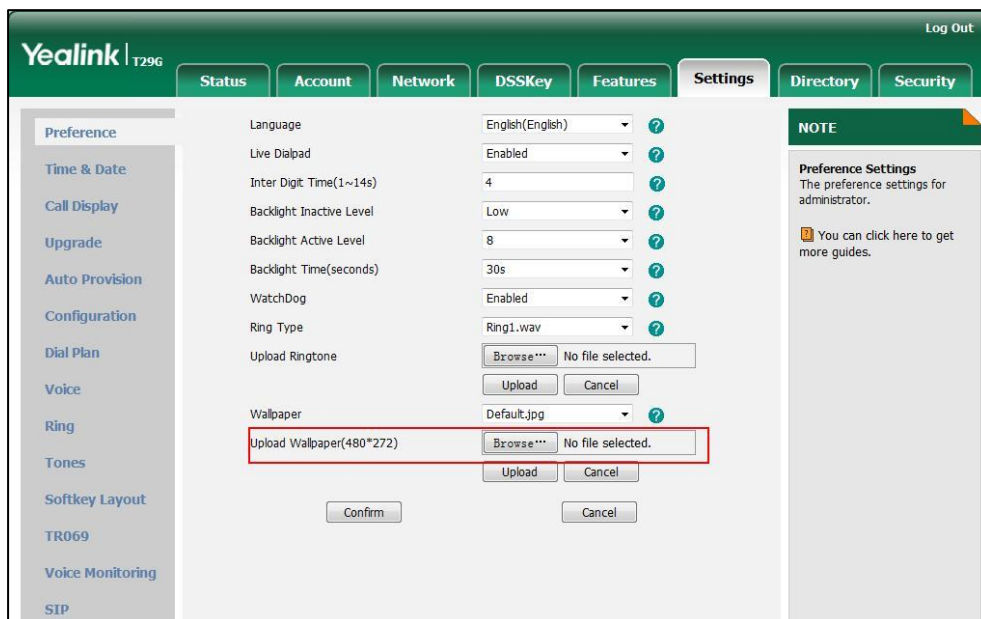 Log Out
Yealink T29G
Status Account Network DSSKey Features Settings Directory Security
Preference
Time & Date
Call Display
Upgrade
Auto Provision
Configuration
Dial Plan
Voice
Ring
Tones
Softkey Layout
TR069
Voice Monitoring
SIP
Language English(English) ?
Live Dialpad Enabled ?
Inter Digit Time(1~14s) 4 ?
Backlight Inactive Level Low ?
Backlight Active Level 8 ?
Backlight Time(seconds) 30s ?
WatchDog Enabled ?
Ring Type Ring1.wav ?
Upload Ringtone Browse… No file selected.
Upload Cancel
Wallpaper Default.jpg ?
Upload Wallpaper(480*272) Browse… No file selected.
Upload Cancel
Confirm Cancel
NOTE
Preference Settings
The preference settings for
administrator.
? You can click here to get
more guides.